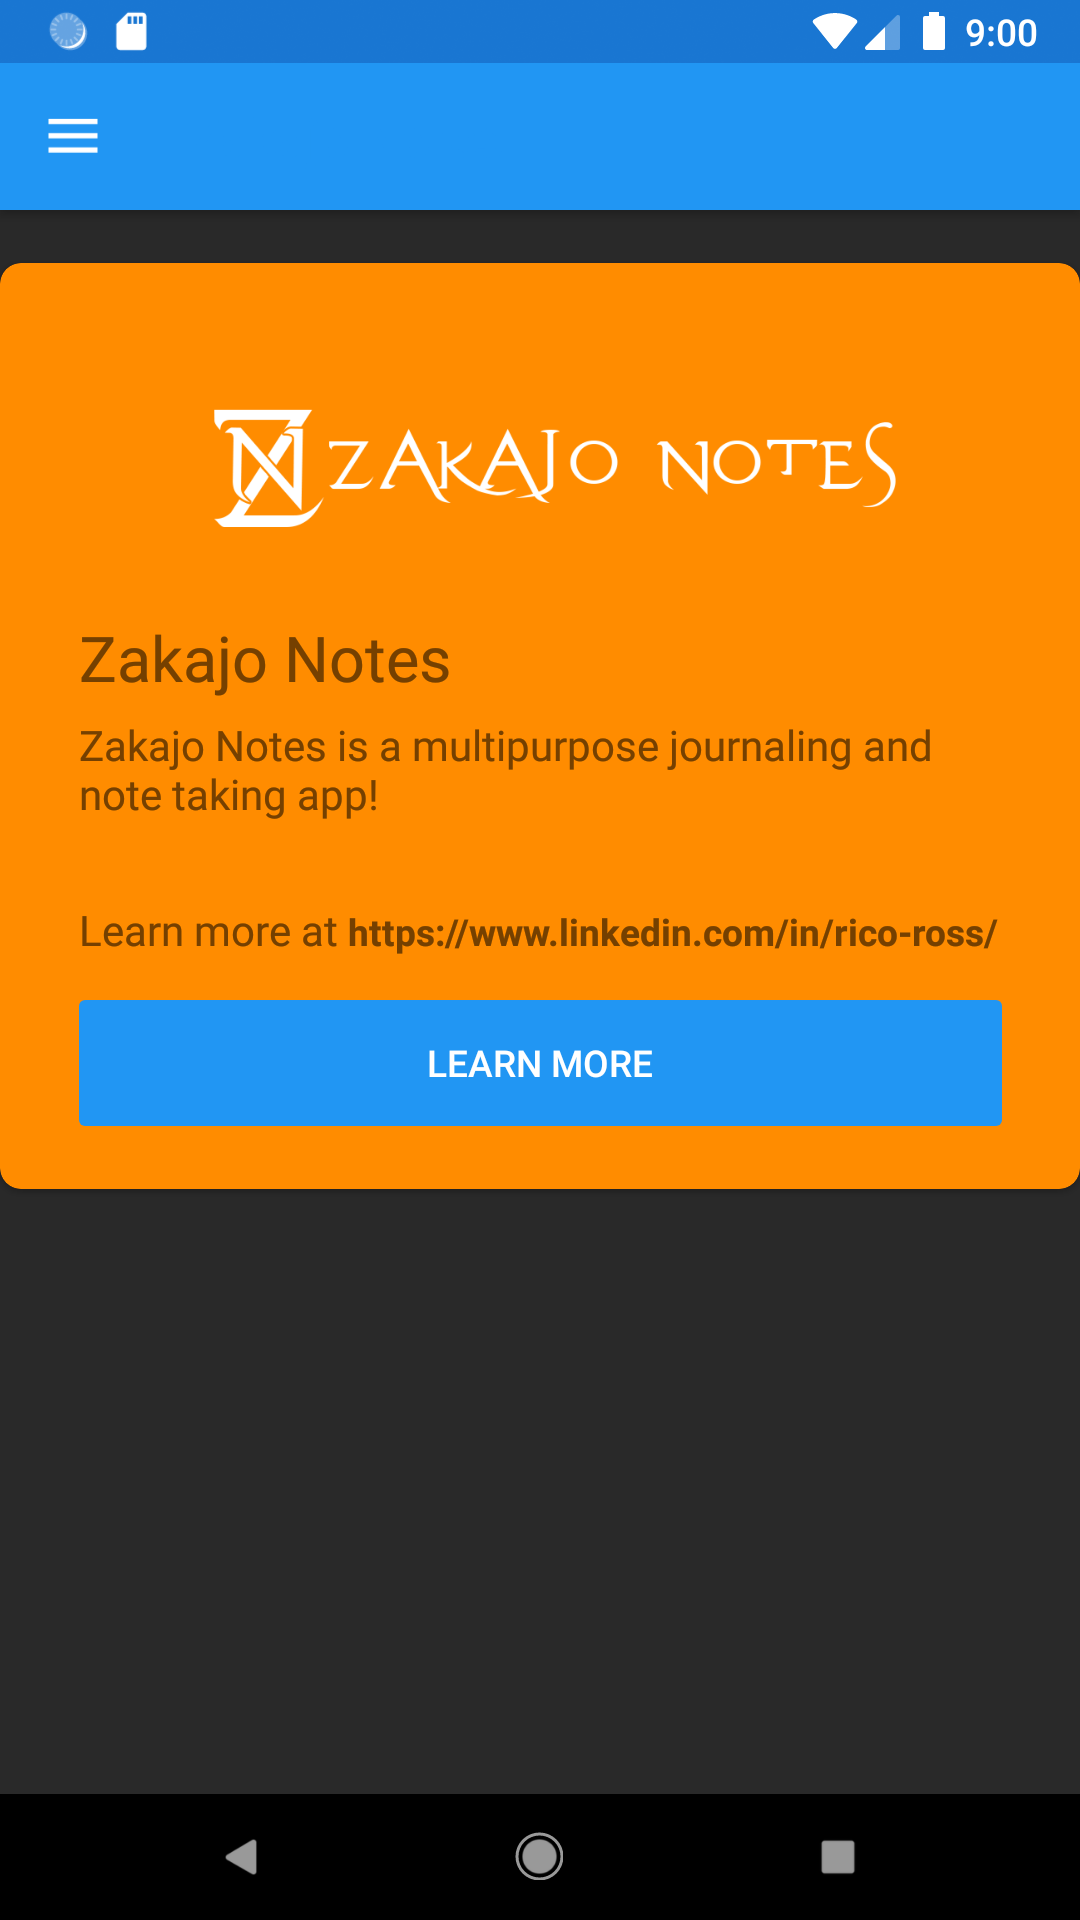 9:00
ZAKAJO NOTES
Zakajo Notes
Zakajo Notes is a multipurpose journaling and
note taking app!
Learn more at https://www.linkedin.com/in/rico-ross/
LEARN MORE